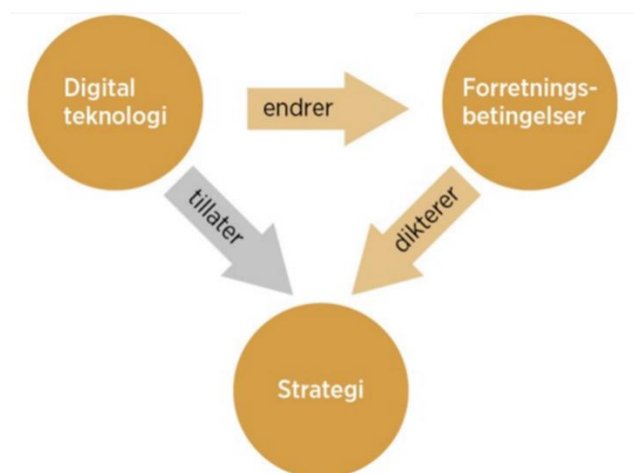 Digital
teknologi
endrer
Forretnings-
betingelser
tillater
dikterer
Strategi